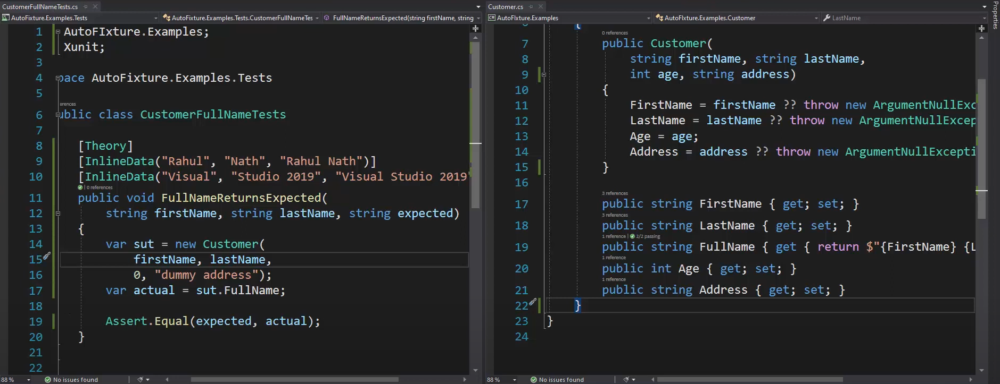 CustomerFullNameTests.cs
AutoFixture.Examples.Tests
AutoFixture.Examples.Tests.CustomerFullNameTes
FullNameReturnsExpected(string firstName, string
1 AutoFIxture.Examples;
2 Xunit;
3
4 pace AutoFixture.Examples.Tests
5
erences
6 ublic class CustomerFullNameTests
7
8 [Theory]
9 [InlineData("Rahul", "Nath", "Rahul Nath")]
10 [InlineData("Visual", "Studio 2019", "Visual Studio 2019"
| 0 references
11 public void FullNameReturnsExpected(
12 string firstName, string lastName, string expected)
13 {
14 var sut = new Customer(
15 firstName, lastName,
16 0, "dummy address");
17 var actual = sut.FullName;
18
19 Assert.Equal(expected, actual);
20 }
21
22
88 %
No issues found
Customer.cs
AutoFIxture.Examples
AutoFIxture.Examples.Customer
LastName
{
0 references
7 public Customer(
8 string firstName, string lastName,
9 int age, string address)
10 {
11 FirstName = firstName ?? throw new ArgumentNullExc
12 LastName = lastName ?? throw new ArgumentNullExcep
13 Age = age;
14 Address = address ?? throw new ArgumentNullExcepti
15 }
16
3 references
17 public string FirstName { get; set; }
3 references
18 public string LastName { get; set; }
1 reference | 2/2 passing
19 public string FullName { get { return $"{FirstName} {L
1 reference
20 public int Age { get; set; }
1 reference
21 public string Address { get; set; }
22 }
23 }
24
88 %
No issues found
Properties